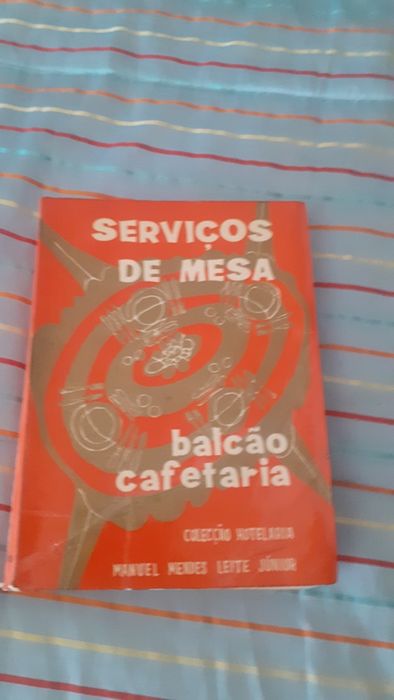 SERVIÇOS
DE MESA
balcão
cafetaria
COLECÇÃO HOTELARIA
MANUEL MENDES LEITE JÚNIOR